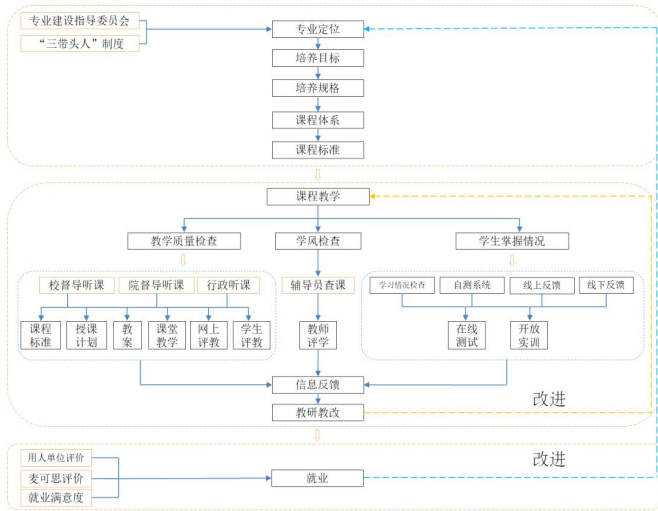 专业建设指导委员会
“三带头人”制度
专业定位
培养目标
培养规格
课程体系
课程标准
课程教学
教学质量检查
学风检查
学生掌握情况
校督导听课
院督导听课
行政听课
辅导员查课
学习情况检查
自测系统
线上反馈
线下反馈
课程
标准
授课
计划
教
案
课堂
教学
网上
评教
学生
评教
教师
评学
在线
测试
开放
实训
信息反馈
教研教改
改进
用人单位评价
麦可思评价
就业满意度
就业
改进